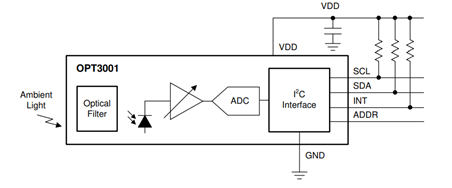 VDD
VDD
OPT3001
SCL
SDA
INT
ADDR
Ambient
Light
Optical
Filter
ADC
I²C
Interface
GND